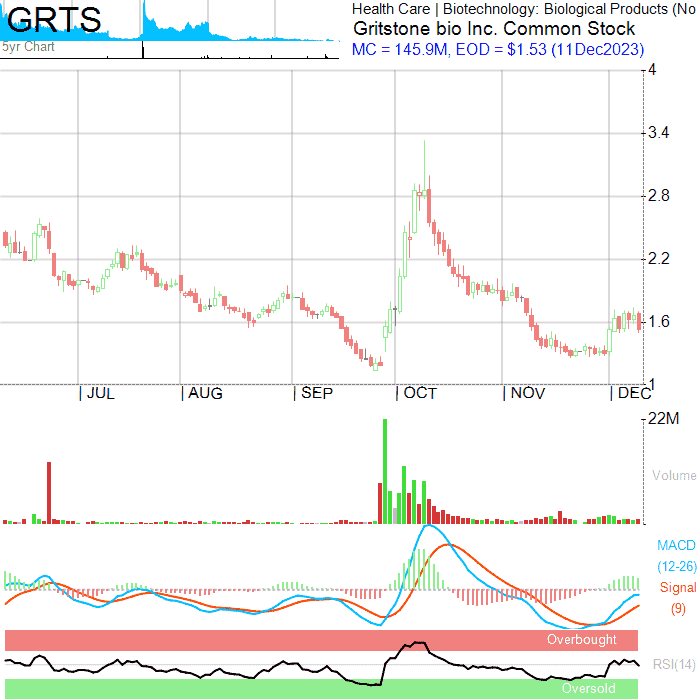 GRTS
5yr Chart
Health Care | Biotechnology: Biological Products (No
Gritstone bio Inc. Common Stock
MC = 145.9M, EOD = $1.53 (11Dec2023)
4
3.4
2.8
2.2
1.6
1
| JUL | AUG | SEP | OCT | NOV | DEC
22M
Volume
MACD
(12-26)
Signal
(9)
Overbought
RSI(14)
Oversold